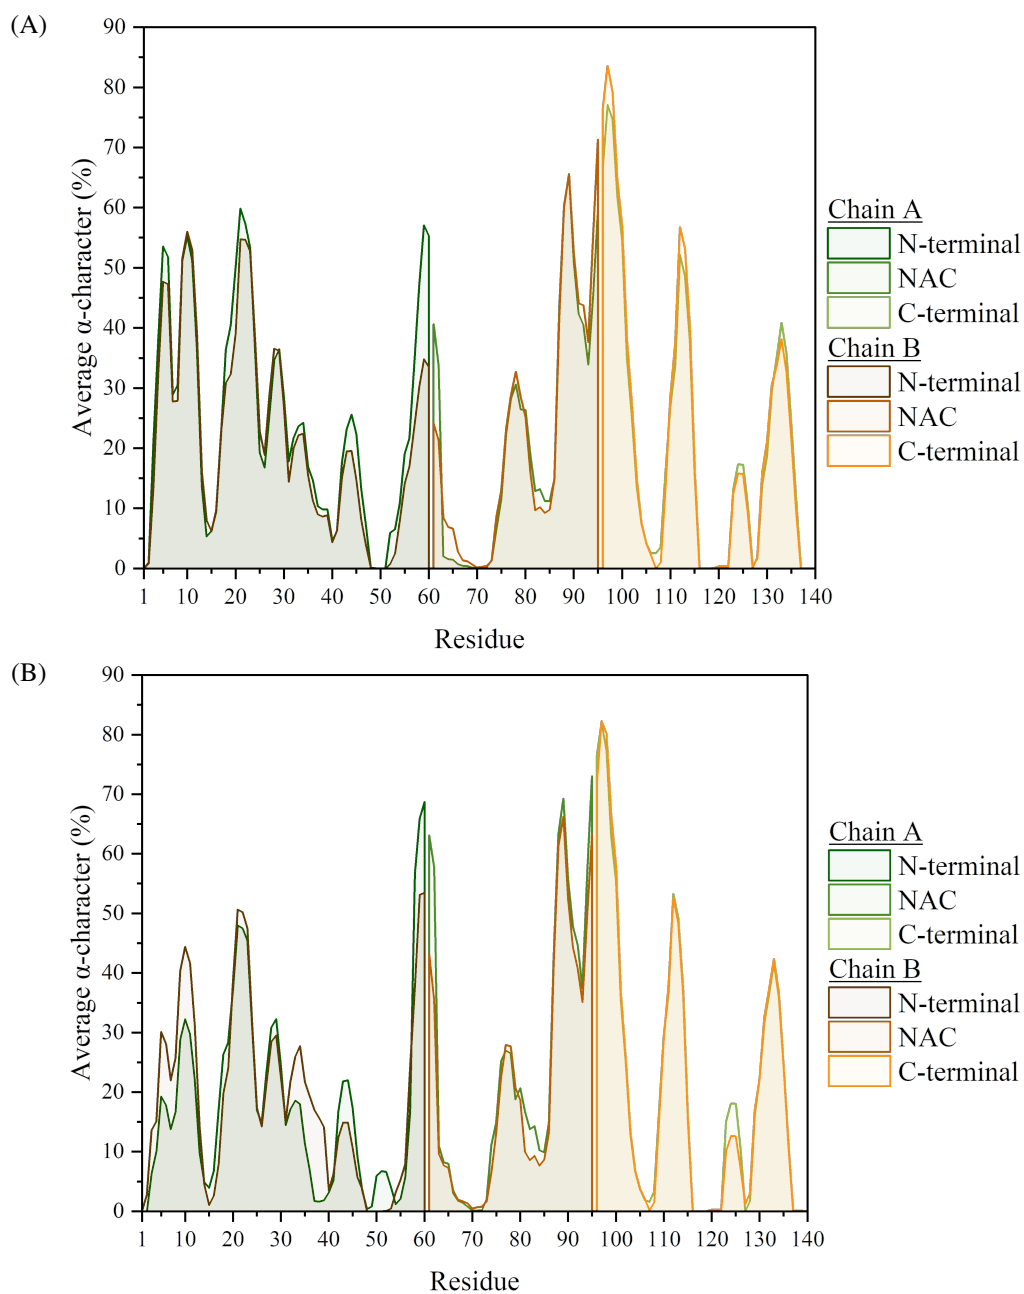 (A)
90
80
70
60
50
40
30
20
10
0
Average α-character (%)
1 10 20 30 40 50 60 70 80 90 100 110 120 130 140
Residue
Chain A
N-terminal
NAC
C-terminal
Chain B
N-terminal
NAC
C-terminal
(B)
90
80
70
60
50
40
30
20
10
0
Average α-character (%)
1 10 20 30 40 50 60 70 80 90 100 110 120 130 140
Residue
Chain A
N-terminal
NAC
C-terminal
Chain B
N-terminal
NAC
C-terminal